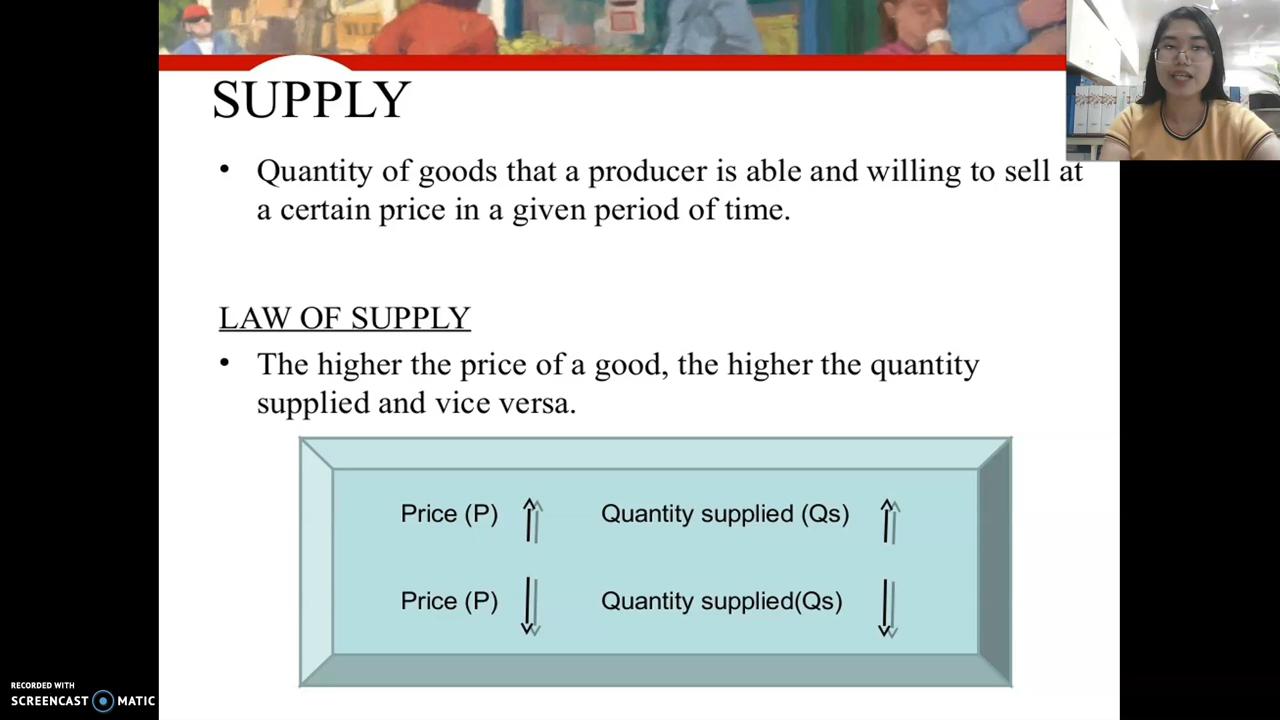 SUPPLY
• Quantity of goods that a producer is able and willing to sell at
a certain price in a given period of time.
LAW OF SUPPLY
• The higher the price of a good, the higher the quantity
supplied and vice versa.
Price (P) Quantity supplied (Qs)
Price (P) Quantity supplied(Qs)
RECORDED WITH
SCREENCAST MATIC